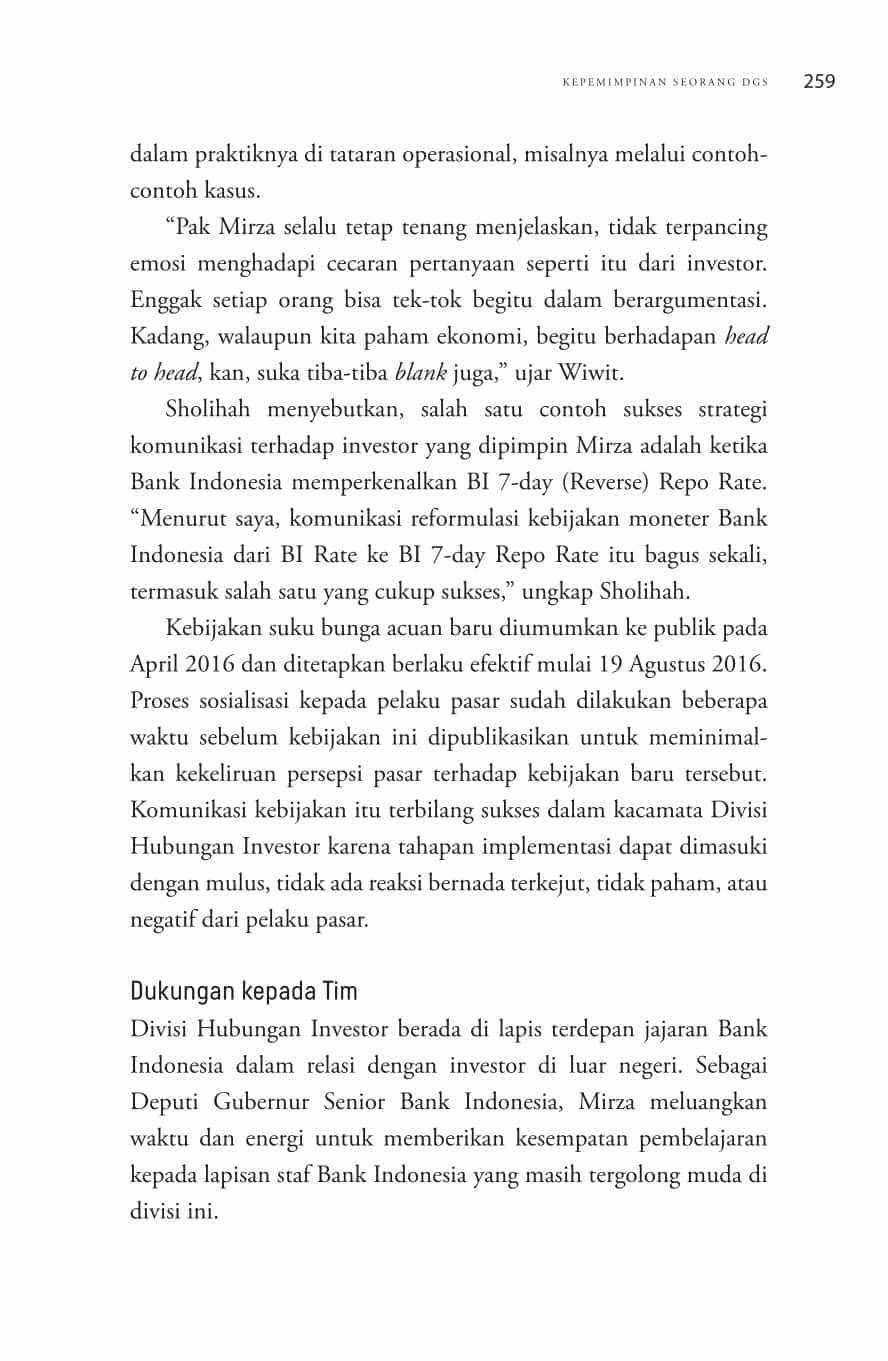 KEPEMIMPINAN SEORANG DGS 259
dalam praktiknya di tataran operasional, misalnya melalui contoh-
contoh kasus.
“Pak Mirza selalu tetap tenang menjelaskan, tidak terpancing
emosi menghadapi cecaran pertanyaan seperti itu dari investor.
Enggak setiap orang bisa tek-tok begitu dalam berargumentasi.
Kadang, walaupun kita paham ekonomi, begitu berhadapan head
to head, kan, suka tiba-tiba blank juga,” ujar Wiwit.
Sholihah menyebutkan, salah satu contoh sukses strategi
komunikasi terhadap investor yang dipimpin Mirza adalah ketika
Bank Indonesia memperkenalkan BI 7-day (Reverse) Repo Rate.
“Menurut saya, komunikasi reformulasi kebijakan moneter Bank
Indonesia dari BI Rate ke BI 7-day Repo Rate itu bagus sekali,
termasuk salah satu yang cukup sukses,” ungkap Sholihah.
Kebijakan suku bunga acuan baru diumumkan ke publik pada
April 2016 dan ditetapkan berlaku efektif mulai 19 Agustus 2016.
Proses sosialisasi kepada pelaku pasar sudah dilakukan beberapa
waktu sebelum kebijakan ini dipublikasikan untuk meminimal-
kan kekeliruan persepsi pasar terhadap kebijakan baru tersebut.
Komunikasi kebijakan itu terbilang sukses dalam kacamata Divisi
Hubungan Investor karena tahapan implementasi dapat dimasuki
dengan mulus, tidak ada reaksi bernada terkejut, tidak paham, atau
negatif dari pelaku pasar.
Dukungan kepada Tim
Divisi Hubungan Investor berada di lapis terdepan jajaran Bank
Indonesia dalam relasi dengan investor di luar negeri. Sebagai
Deputi Gubernur Senior Bank Indonesia, Mirza meluangkan
waktu dan energi untuk memberikan kesempatan pembelajaran
kepada lapisan staf Bank Indonesia yang masih tergolong muda di
divisi ini.